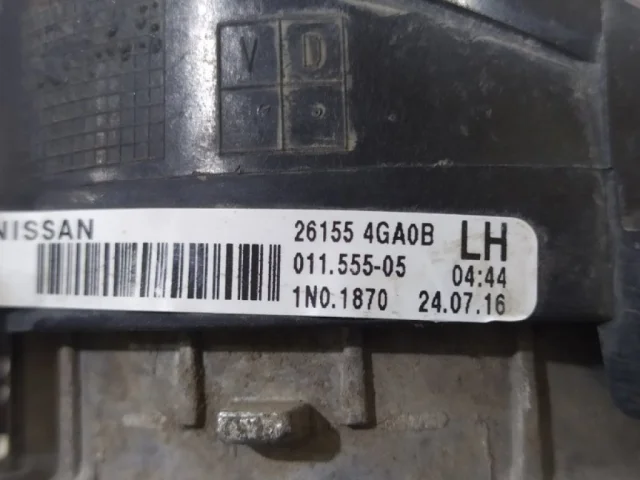 V D
NISSAN 26155 4GA0B LH
011.555-05 04:44
1N0.1870 24.07.16